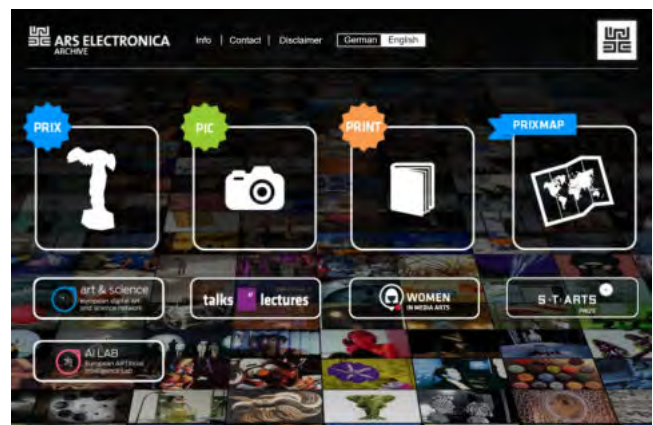 ARS ELECTRONICA
ARCHIVE
Info | Contact | Disclaimer German English
PRIX
PIC
PRINT
PRIXMAP
art & science
European digital art
and science network
talks & lectures
WOMEN
IN MEDIA ARTS
S+T+ARTS
PRIZE
AI LAB
European ARTificial
Intelligence Lab